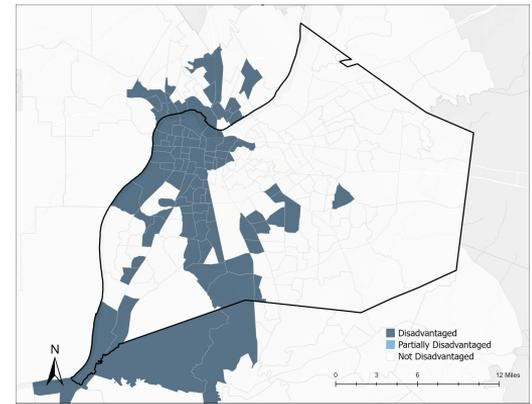 N
Disadvantaged
Partially Disadvantaged
Not Disadvantaged
0 3 6 12 Miles